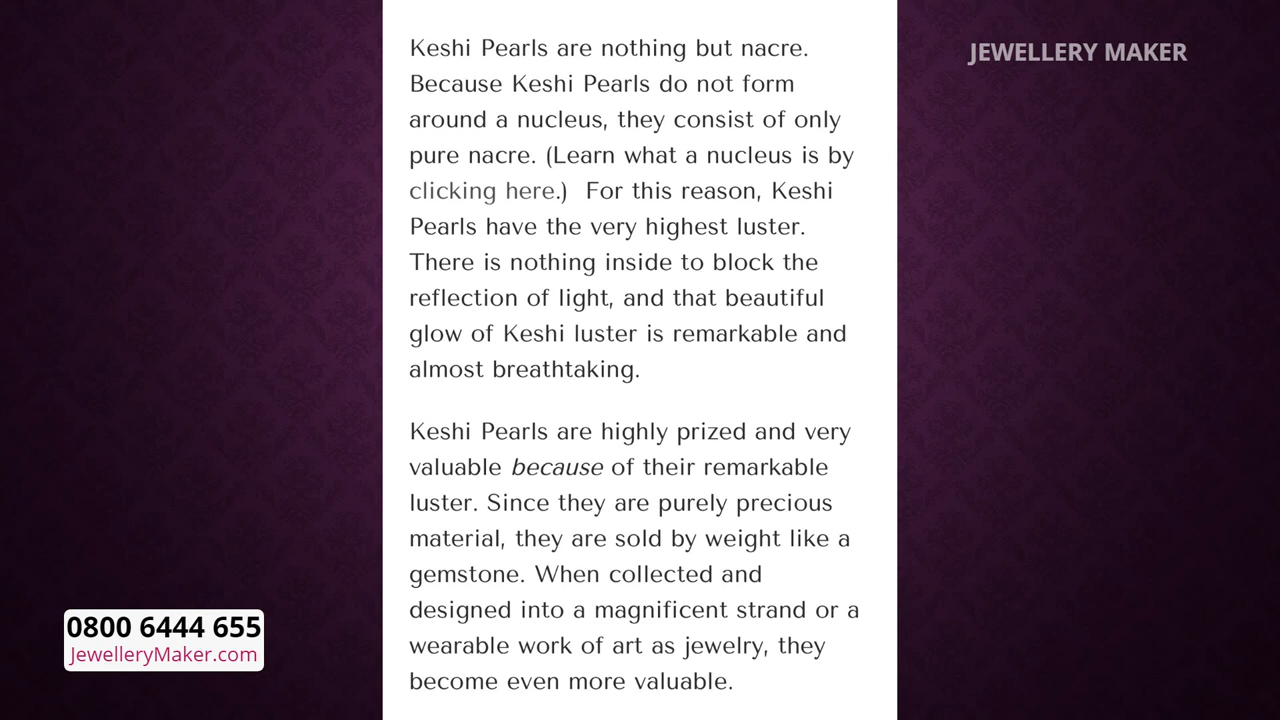 Keshi Pearls are nothing but nacre.
Because Keshi Pearls do not form
around a nucleus, they consist of only
pure nacre. (Learn what a nucleus is by
clicking here.)  For this reason, Keshi
Pearls have the very highest luster.
There is nothing inside to block the
reflection of light, and that beautiful
glow of Keshi luster is remarkable and
almost breathtaking.
Keshi Pearls are highly prized and very
valuable because of their remarkable
luster. Since they are purely precious
material, they are sold by weight like a
gemstone. When collected and
designed into a magnificent strand or a
wearable work of art as jewelry, they
become even more valuable.
JEWELLERY MAKER
0800 6444 655
JewelleryMaker.com